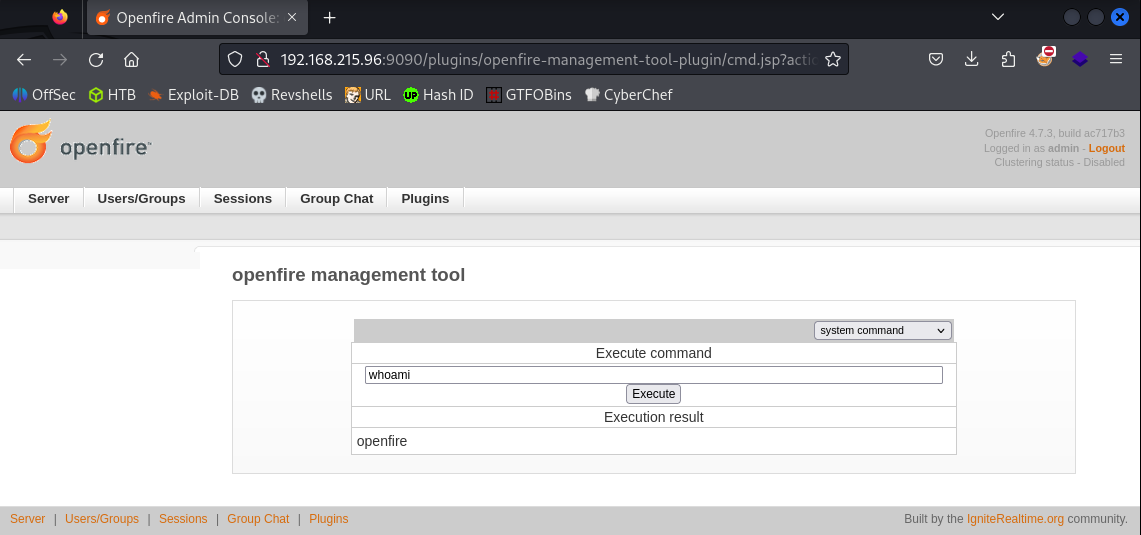 Openfire Admin Console:
192.168.215.96:9090/plugins/openfire-management-tool-plugin/cmd.jsp?actio
OffSec HTB Exploit-DB Revshells URL Hash ID GTFOBins CyberChef
openfire™
Openfire 4.7.3, build ac717b3
Logged in as admin - Logout
Clustering status - Disabled
Server Users/Groups Sessions Group Chat Plugins
openfire management tool
system command
Execute command
whoami
Execute
Execution result
openfire
Server | Users/Groups | Sessions | Group Chat | Plugins Built by the IgniteRealtime.org community.